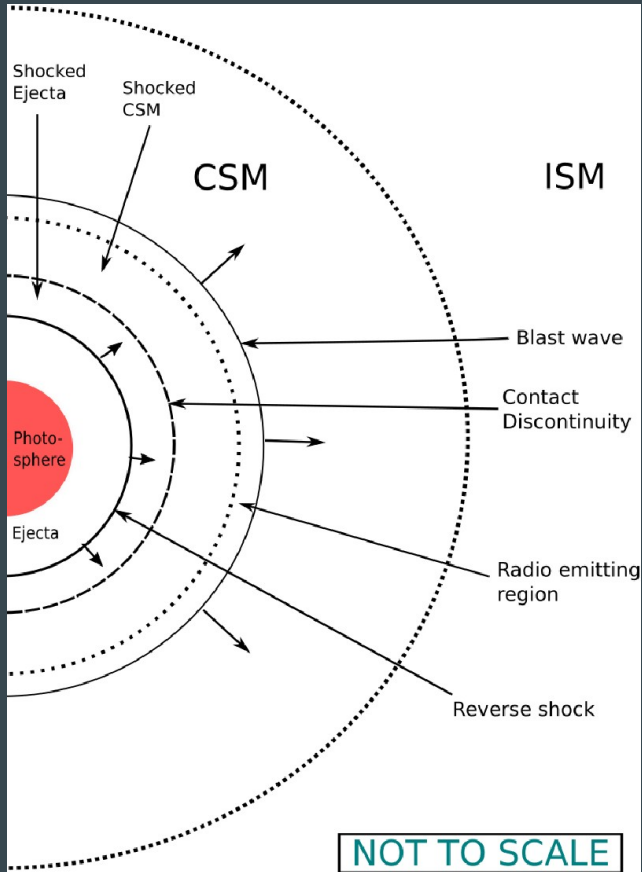 Shocked
Ejecta
Shocked
CSM
CSM
ISM
Blast wave
Contact
Discontinuity
Photo-
sphere
Ejecta
Radio emitting
region
Reverse shock
NOT TO SCALE